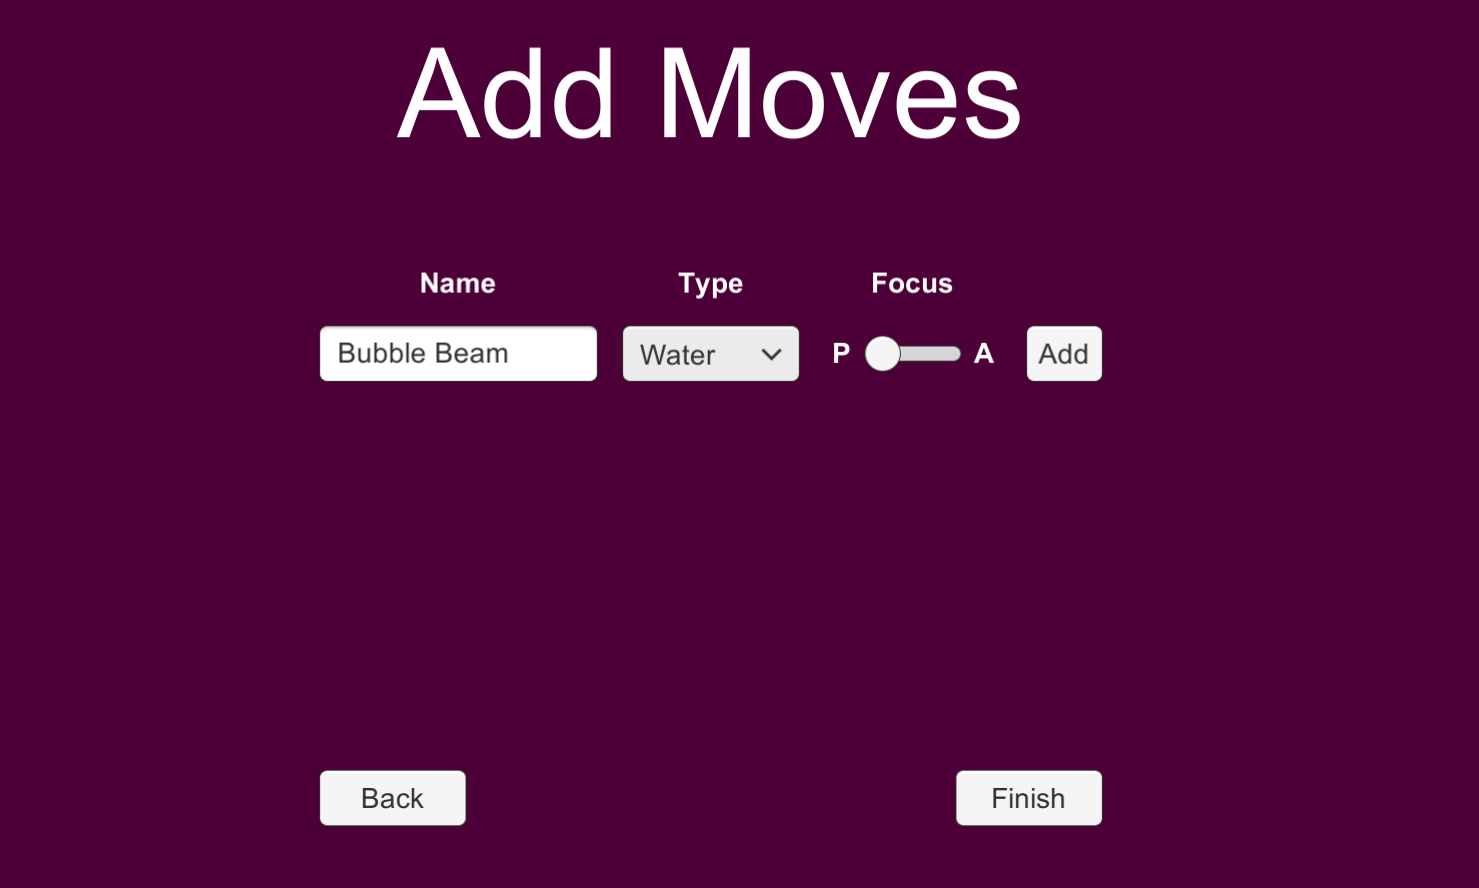 Add Moves
Name Type Focus
Bubble Beam Water P A Add
Back Finish